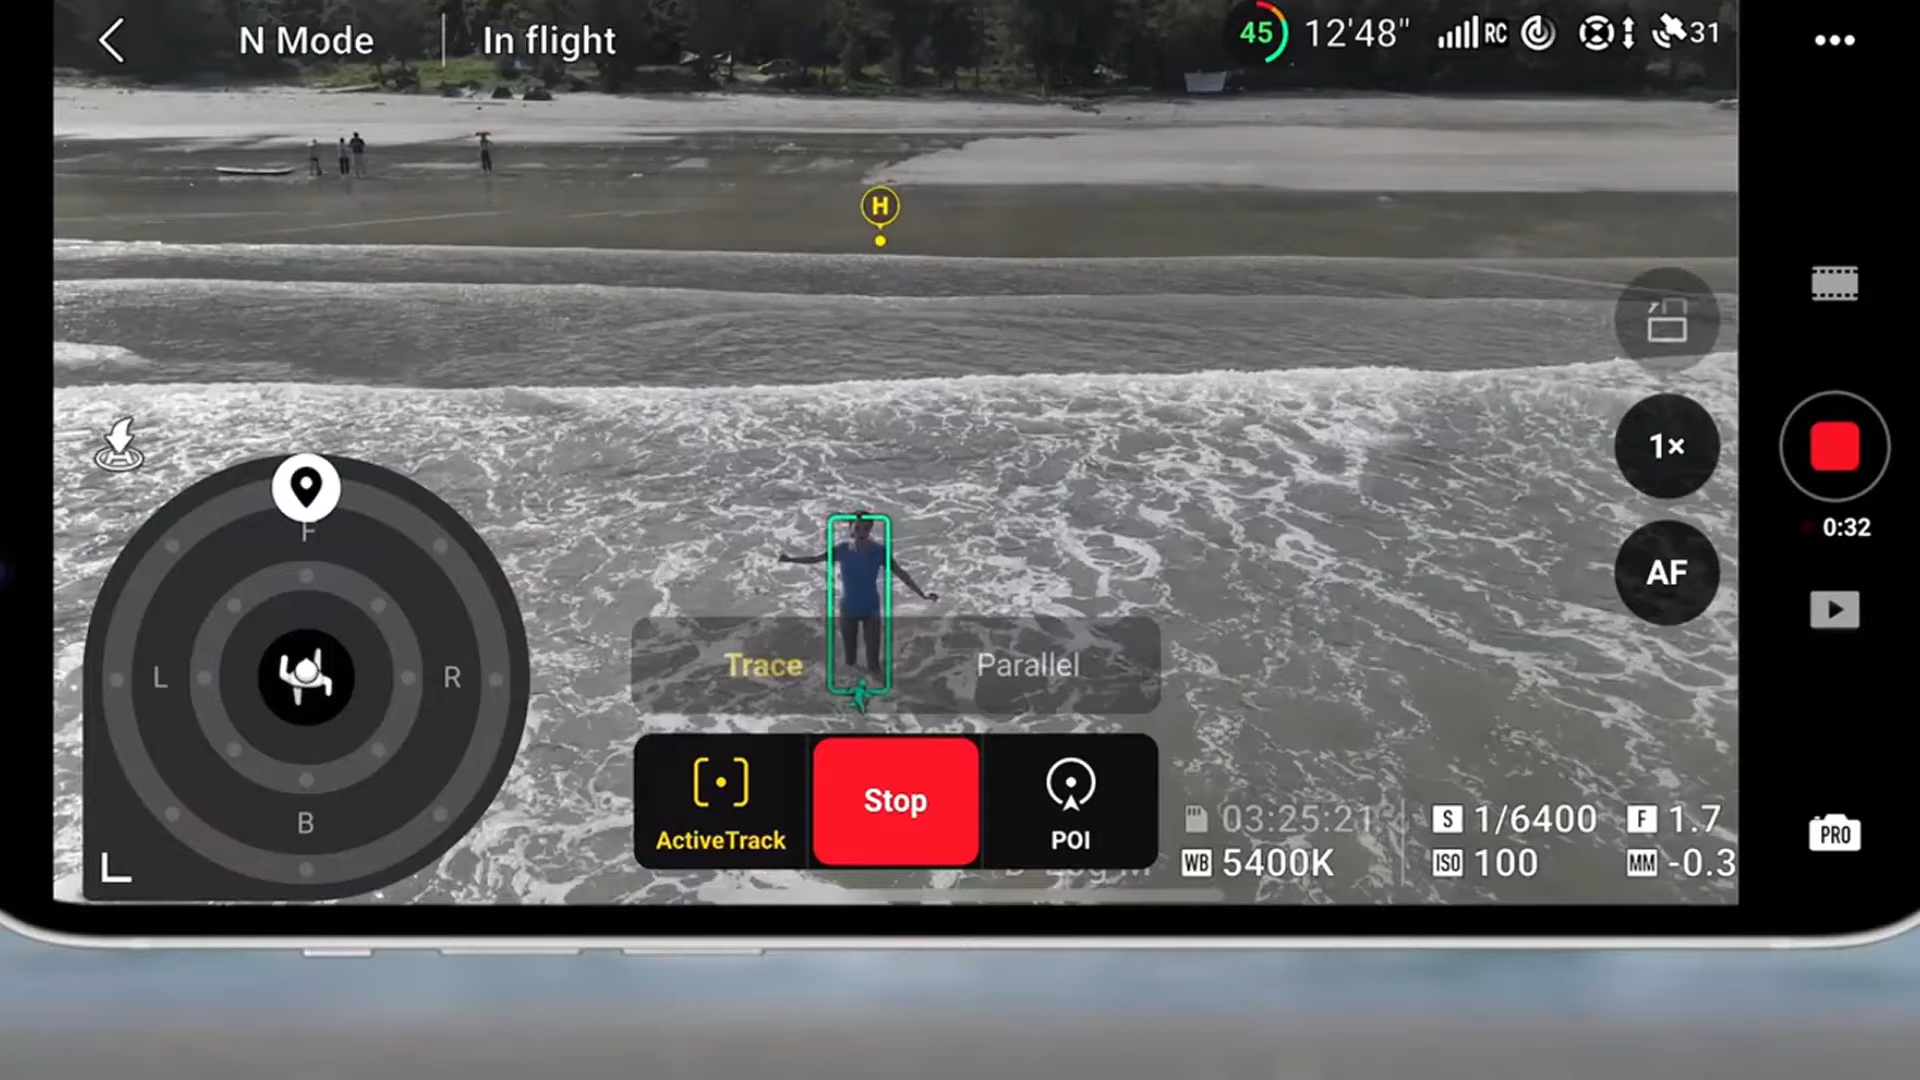 N Mode
In flight
45
12'48"
RC
31
H
1×
0:32
AF
F
L
R
B
L
Trace
Parallel
ActiveTrack
Stop
POI
03:25:21
S 1/6400
F 1.7
WB 5400K
ISO 100
MM -0.3
PRO